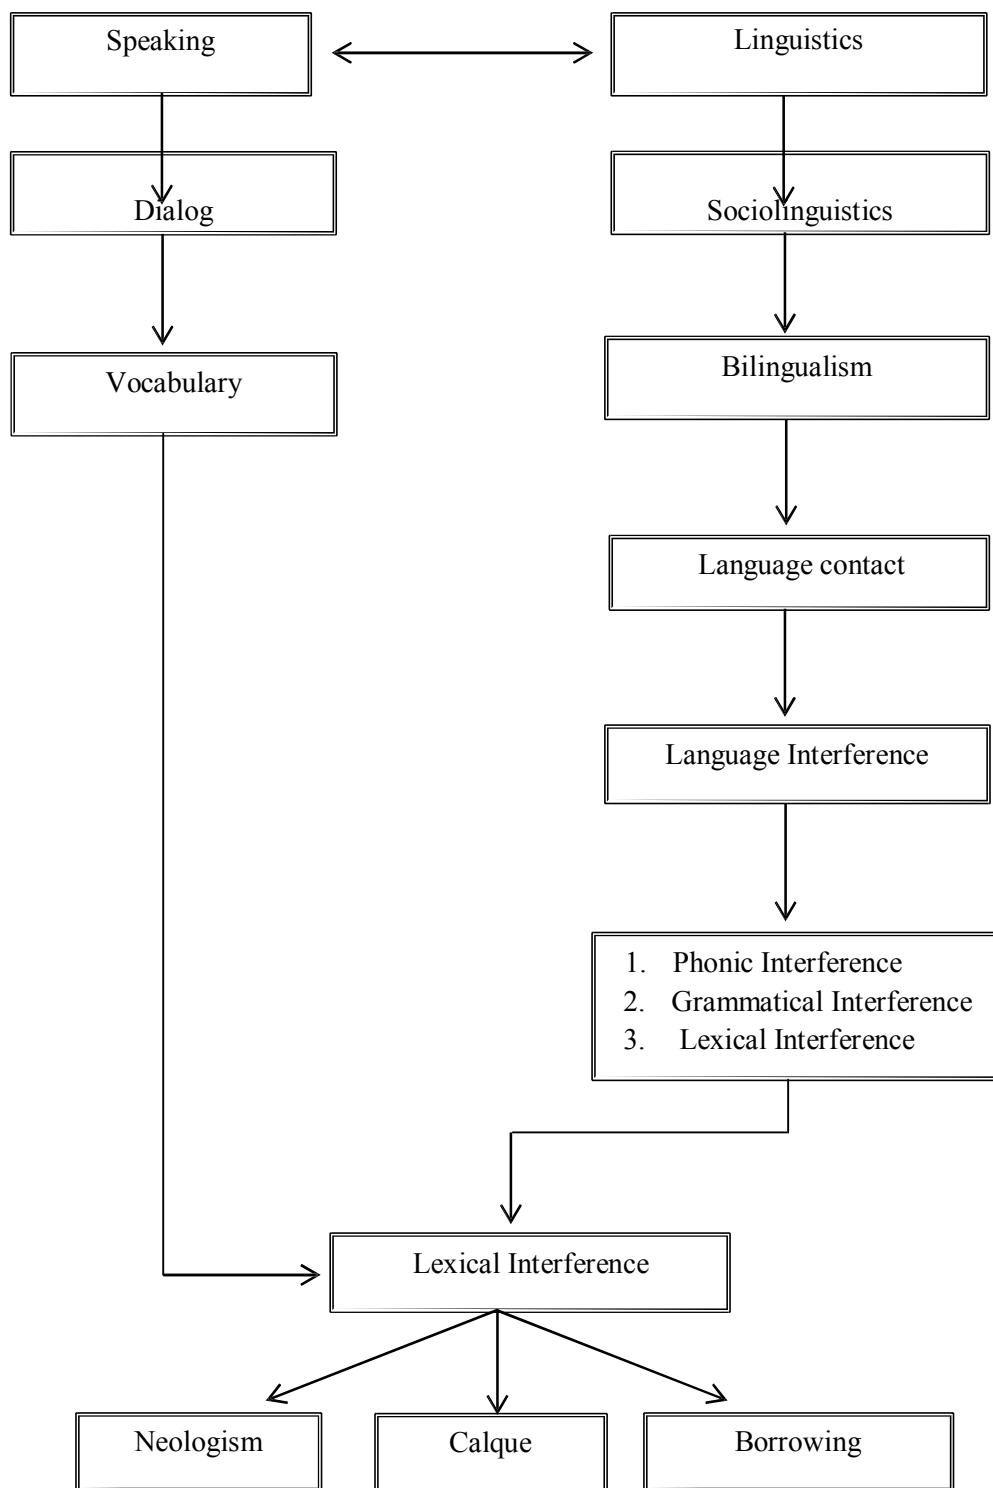 Speaking
Linguistics
Dialog
Sociolinguistics
Vocabulary
Bilingualism
Language contact
Language Interference
1. Phonic Interference
2. Grammatical Interference
3. Lexical Interference
Lexical Interference
Neologism
Calque
Borrowing